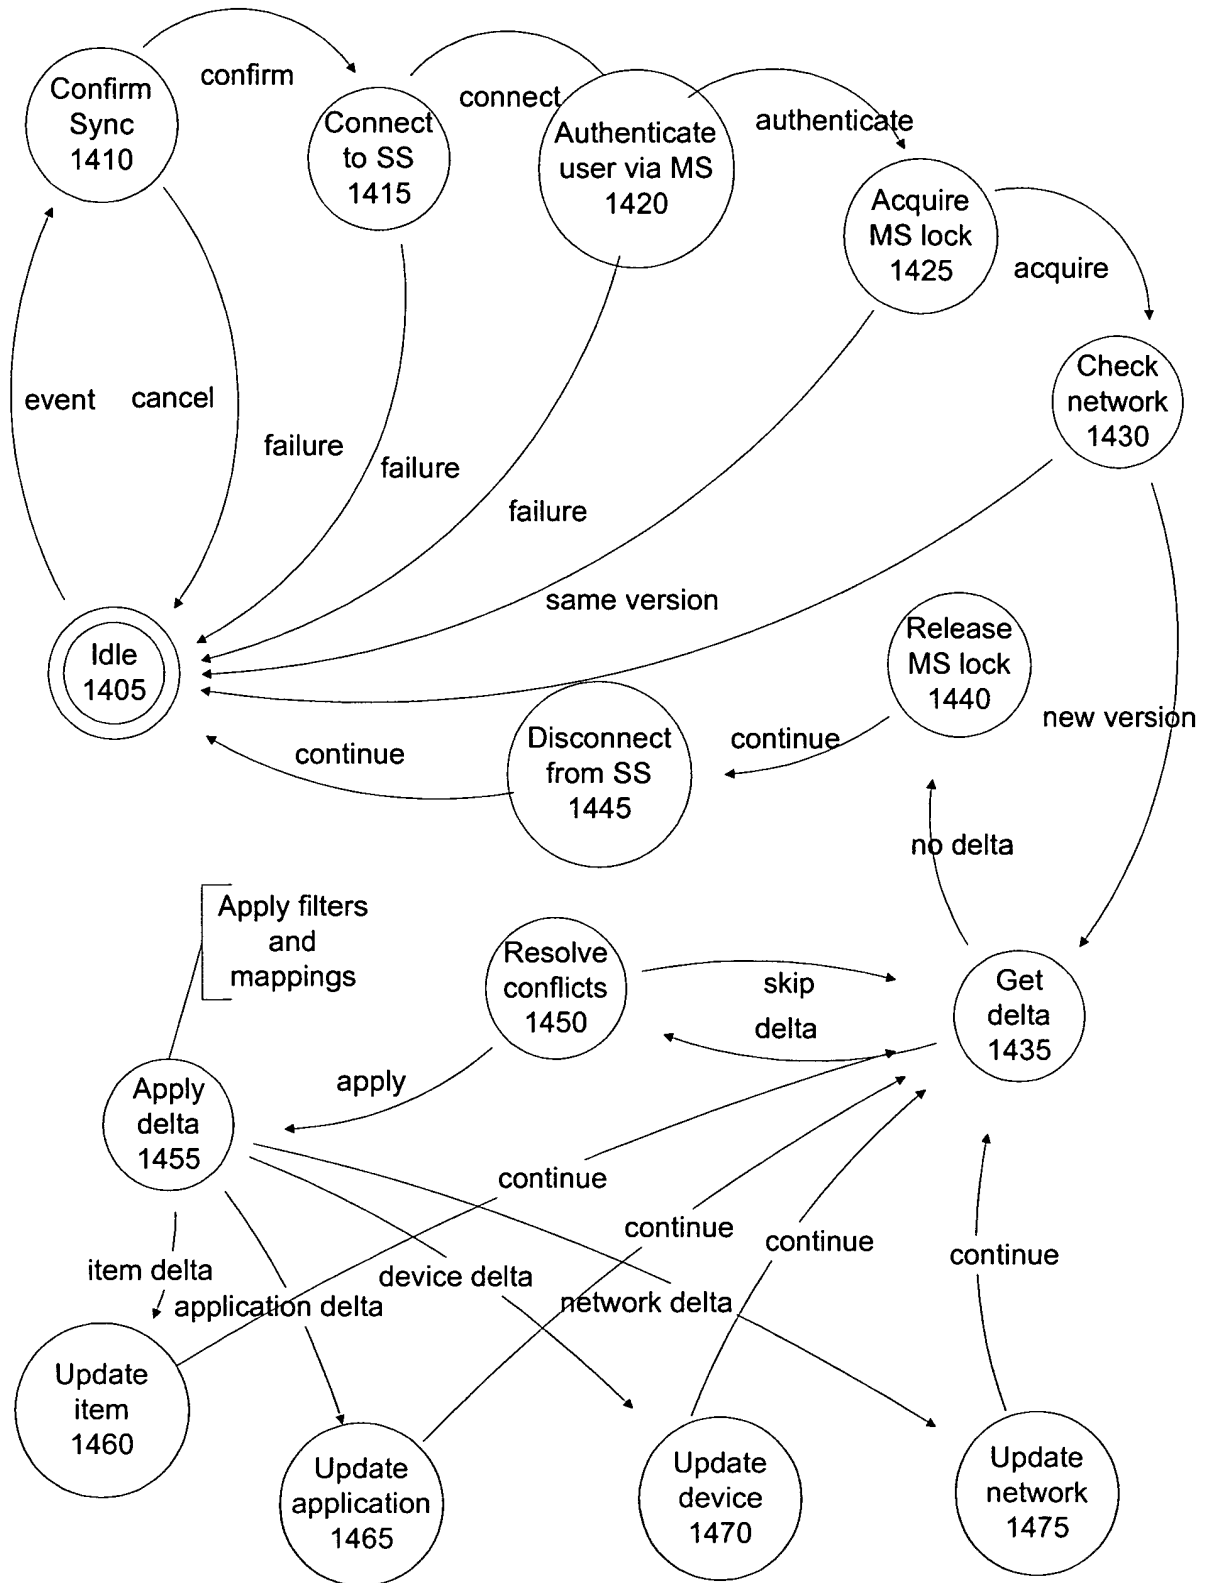 Confirm
Sync
1410
confirm
Connect
to SS
1415
connect
Authenticate
user via MS
1420
authenticate
Acquire
MS lock
1425
acquire
Check
network
1430
event
cancel
failure
failure
failure
same version
Idle
1405
Release
MS lock
1440
new version
Disconnect
from SS
1445
continue
continue
no delta
Apply filters
and
mappings
Resolve
conflicts
1450
skip
delta
Get
delta
1435
apply
Apply
delta
1455
continue
continue
continue
continue
item delta
application delta
device delta
network delta
Update
item
1460
Update
application
1465
Update
device
1470
Update
network
1475